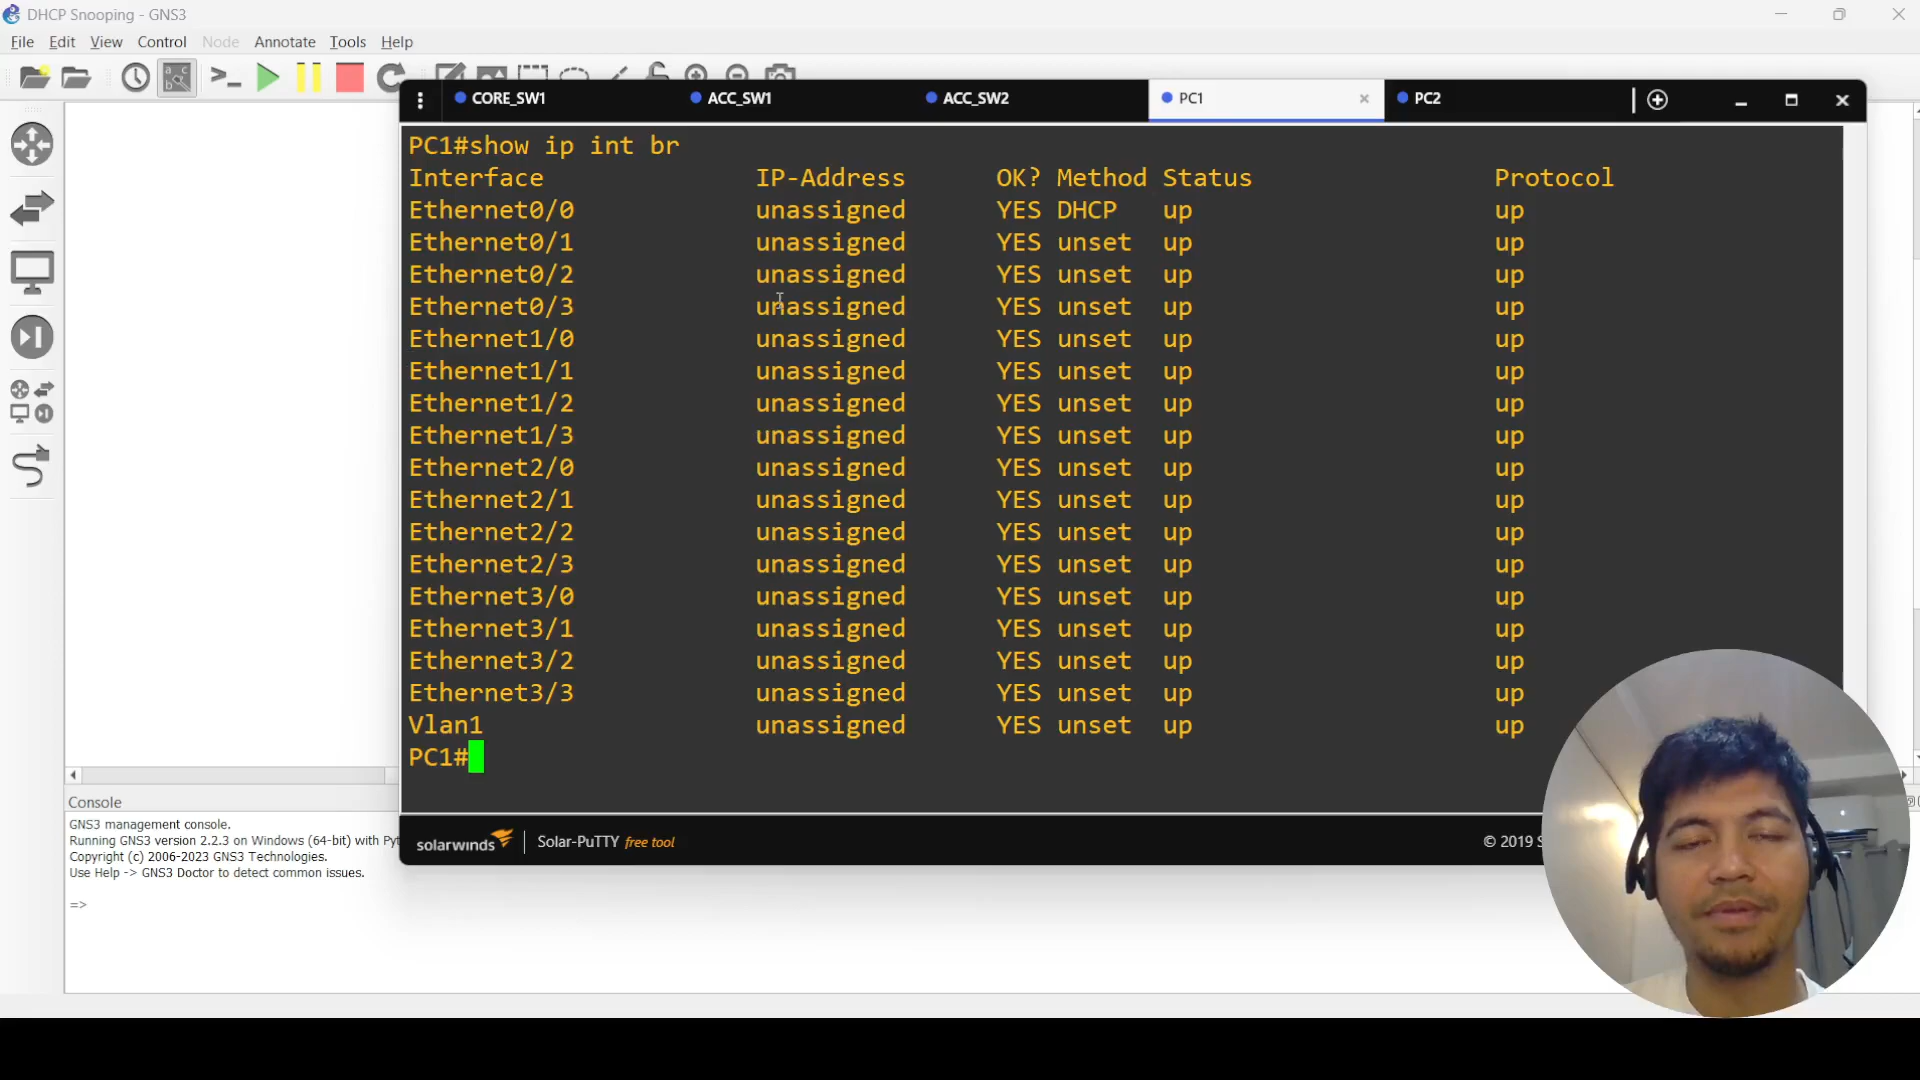 DHCP Snooping - GNS3
File Edit View Control Node Annotate Tools Help
CORE_SW1 ACC_SW1 ACC_SW2 PC1 PC2
PC1#show ip int br
Interface IP-Address OK? Method Status Protocol
Ethernet0/0 unassigned YES DHCP up up
Ethernet0/1 unassigned YES unset up up
Ethernet0/2 unassigned YES unset up up
Ethernet0/3 unassigned YES unset up up
Ethernet1/0 unassigned YES unset up up
Ethernet1/1 unassigned YES unset up up
Ethernet1/2 unassigned YES unset up up
Ethernet1/3 unassigned YES unset up up
Ethernet2/0 unassigned YES unset up up
Ethernet2/1 unassigned YES unset up up
Ethernet2/2 unassigned YES unset up up
Ethernet2/3 unassigned YES unset up up
Ethernet3/0 unassigned YES unset up up
Ethernet3/1 unassigned YES unset up up
Ethernet3/2 unassigned YES unset up up
Ethernet3/3 unassigned YES unset up up
Vlan1 unassigned YES unset up up
PC1#
solarwinds Solar-PuTTY free tool © 2019
Console
GNS3 management console.
Running GNS3 version 2.2.3 on Windows (64-bit) with
Copyright (c) 2006-2023 GNS3 Technologies.
Use Help -> GNS3 Doctor to detect common issues.
=>